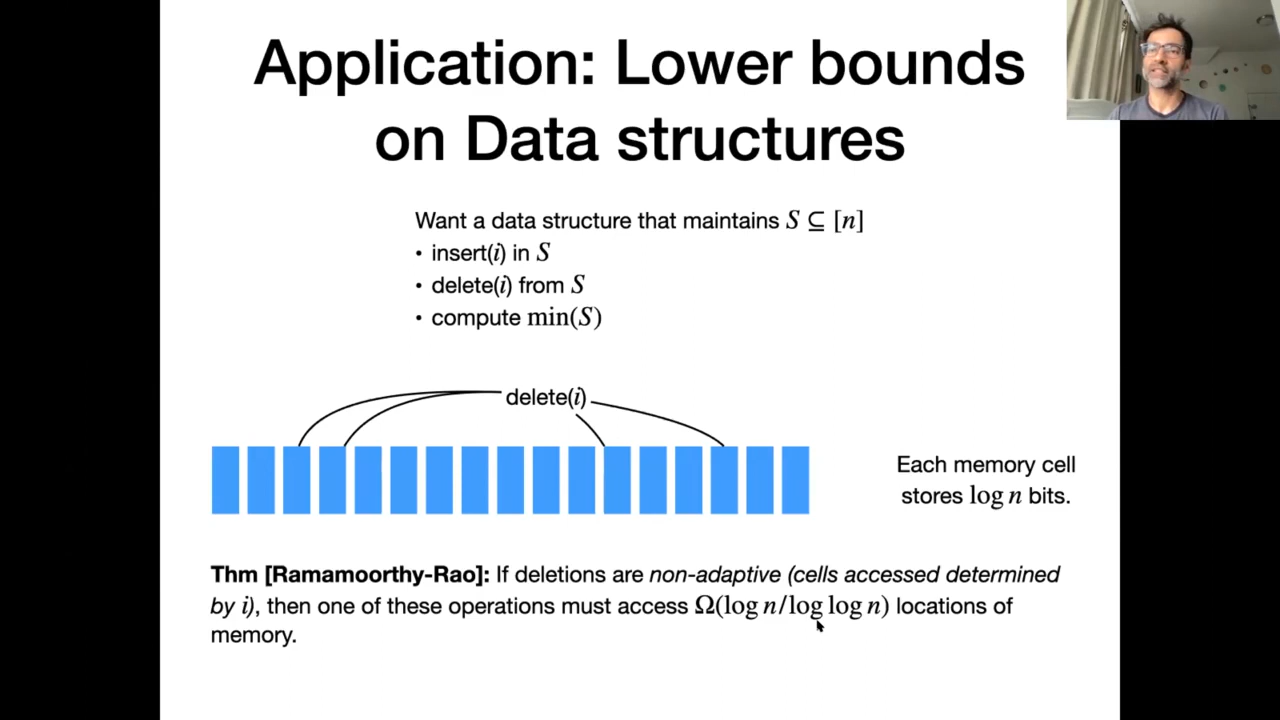 Application: Lower bounds
on Data structures
Want a data structure that maintains S ⊆ [n]
• insert(i) in S
• delete(i) from S
• compute min(S)
delete(i)
Each memory cell
stores log n bits.
Thm [Ramamoorthy-Rao]: If deletions are non-adaptive (cells accessed determined
by i), then one of these operations must access Ω(log n/log log n) locations of
memory.